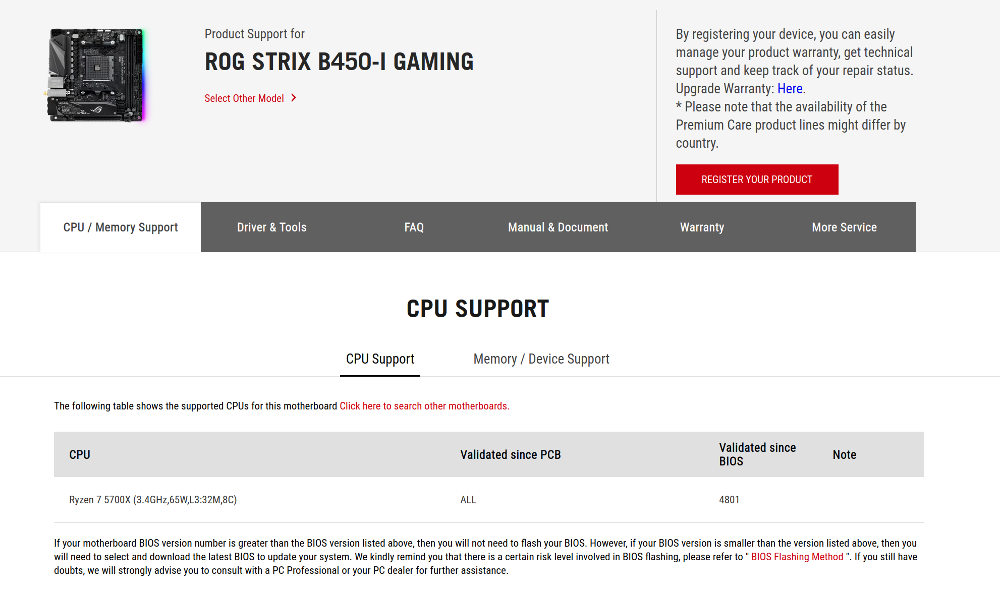 Product Support for
ROG STRIX B450-I GAMING
Select Other Model
By registering your device, you can easily
manage your product warranty, get technical
support and keep track of your repair status.
Upgrade Warranty: Here.
* Please note that the availability of the
Premium Care product lines might differ by
country.
REGISTER YOUR PRODUCT
CPU / Memory Support
Driver & Tools
FAQ
Manual & Document
Warranty
More Service
CPU SUPPORT
CPU Support
Memory / Device Support
The following table shows the supported CPUs for this motherboard Click here to search other motherboards.
CPU
Validated since PCB
Validated since
BIOS
Note
Ryzen 7 5700X (3.4GHz,65W,L3:32M,8C)
ALL
4801
If your motherboard BIOS version number is greater than the BIOS version listed above, then you will not need to flash your BIOS. However, if your BIOS version is smaller than the version listed above, then you
will need to select and download the latest BIOS to update your system. We kindly remind you that there is a certain risk level involved in BIOS flashing, please refer to " BIOS Flashing Method ". If you still have
doubts, we will strongly advise you to consult with a PC Professional or your PC dealer for further assistance.